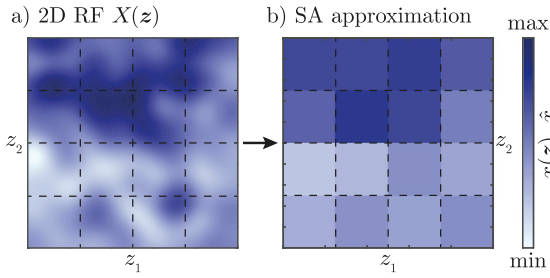 a) 2D RF X(z)
b) SA approximation
max
z₂
z₂
x(z)
min
z₁
z₁